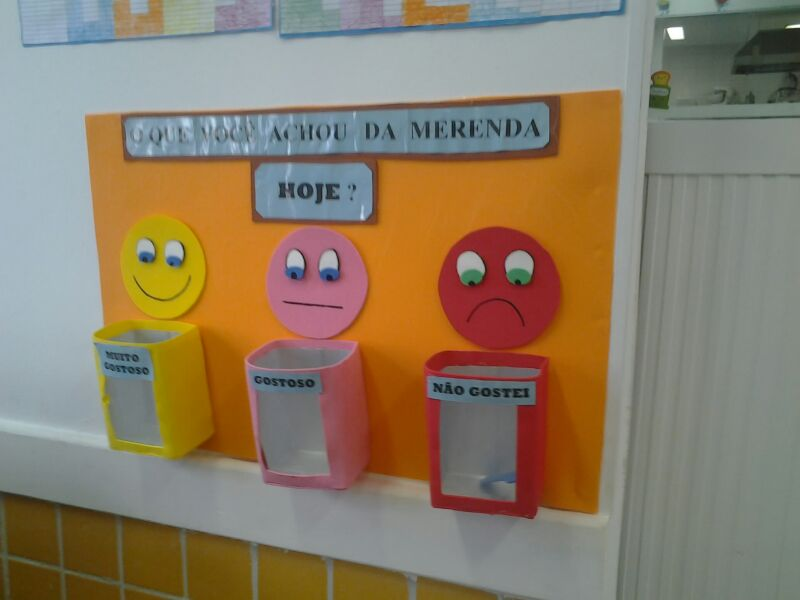 O QUE VOCÊ ACHOU DA MERENDA
HOJE ?
MUITO
GOSTOSO
GOSTOSO
NÃO GOSTEI